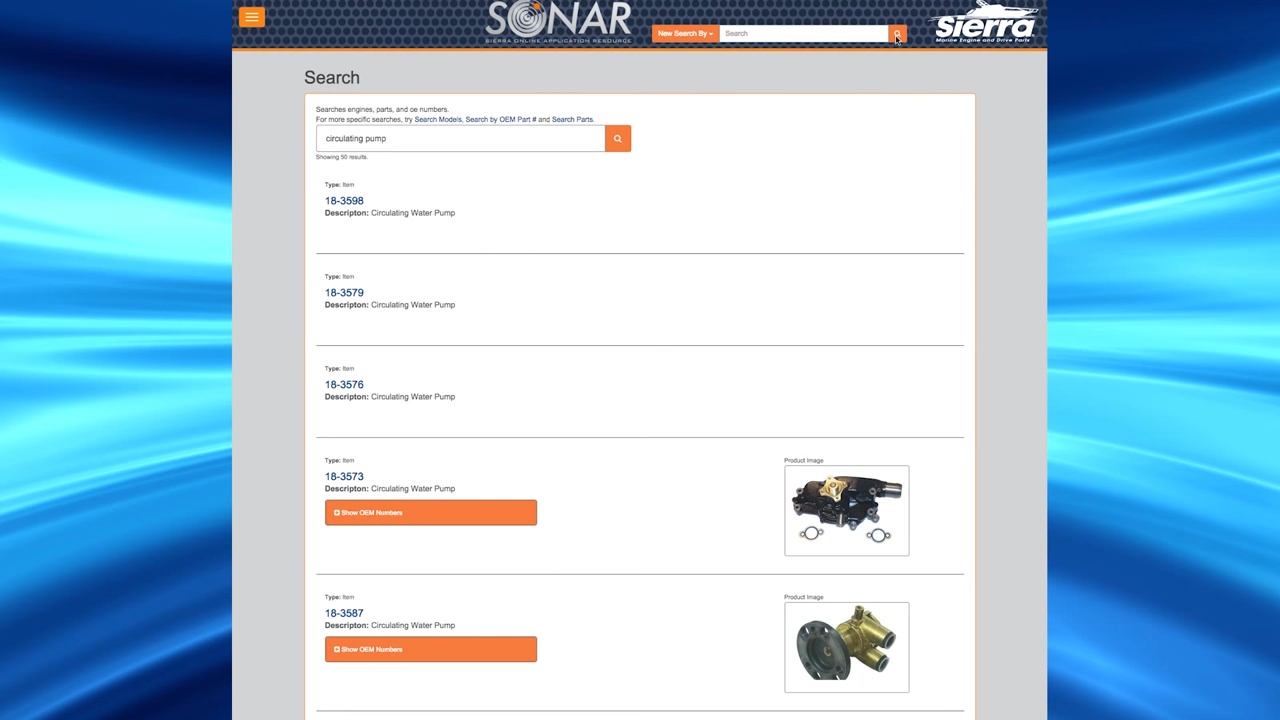 SONAR
SIERRA ONLINE APPLICATION RESOURCE
New Search By
Search
Sierra
Marine Engine and Drive Parts
Search
Searches engines, parts, and oe numbers.
For more specific searches, try Search Models, Search by OEM Part # and Search Parts.
circulating pump
Showing 50 results.
Type: Item
18-3598
Descripton: Circulating Water Pump
Type: Item
18-3579
Descripton: Circulating Water Pump
Type: Item
18-3576
Descripton: Circulating Water Pump
Type: Item
Product Image
18-3573
Descripton: Circulating Water Pump
Show OEM Numbers
Type: Item
Product Image
18-3587
Descripton: Circulating Water Pump
Show OEM Numbers